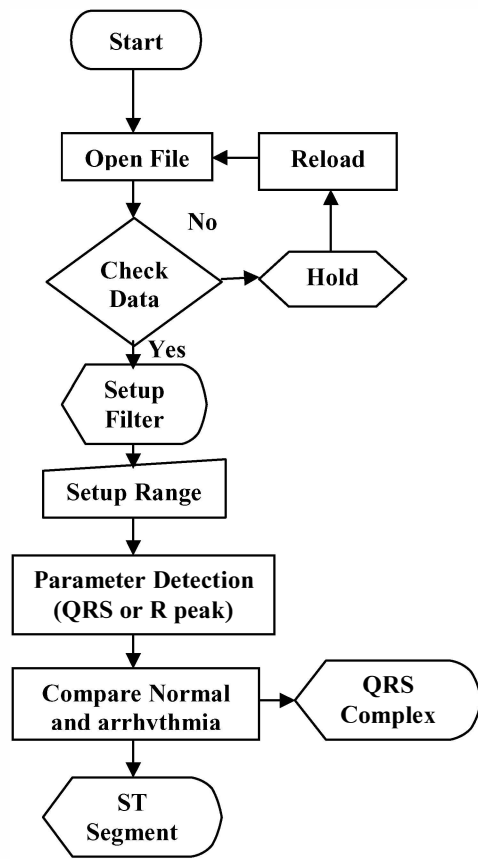 Start
Open File
Reload
No
Check
Data
Hold
Yes
Setup
Filter
Setup Range
Parameter Detection
(QRS or R peak)
Compare Normal
and arrhythmia
QRS
Complex
ST
Segment